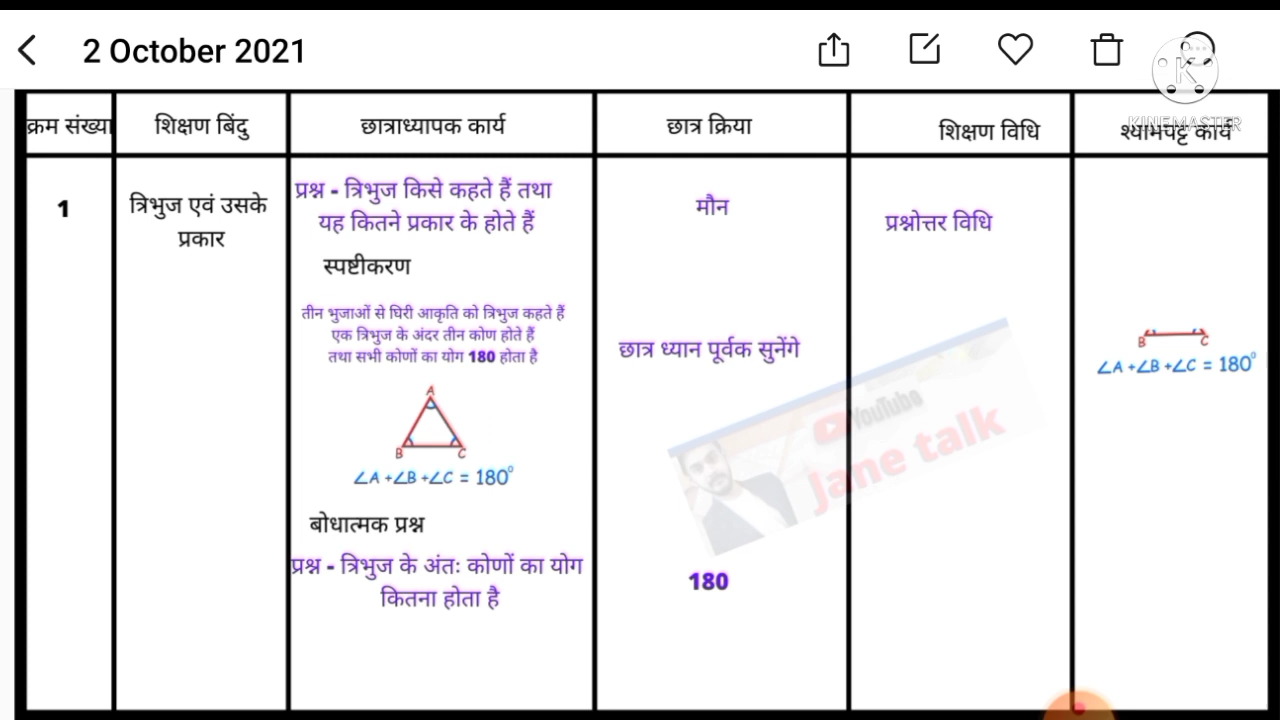 2 October 2021
KINEMASTER
क्रम संख्या
शिक्षण बिंदु
छात्राध्यापक कार्य
छात्र क्रिया
शिक्षण विधि
श्यामपट्ट कार्य
1
त्रिभुज एवं उसके
प्रकार
प्रश्न - त्रिभुज किसे कहते हैं तथा
यह कितने प्रकार के होते हैं
स्पष्टीकरण
तीन भुजाओं से घिरी आकृति को त्रिभुज कहते हैं
एक त्रिभुज के अंदर तीन कोण होते हैं
तथा सभी कोणों का योग 180 होता है
A
B C
∠A +∠B +∠C = 180°
बोधात्मक प्रश्न
प्रश्न - त्रिभुज के अंतः कोणों का योग
कितना होता है
मौन
छात्र ध्यान पूर्वक सुनेंगे
180
प्रश्नोत्तर विधि
YouTube
Jane talk
B C
∠A +∠B +∠C = 180°